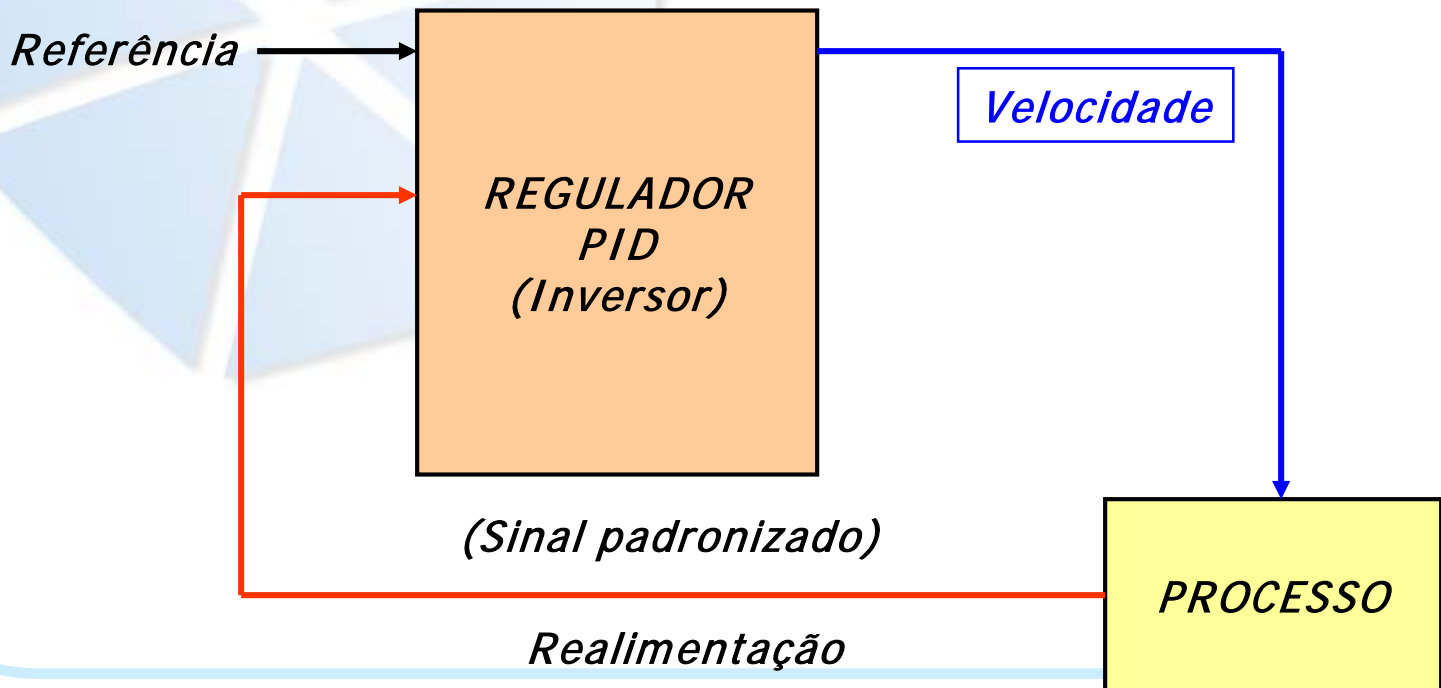 Referência
Velocidade
REGULADOR
PID
(Inversor)
(Sinal padronizado)
PROCESSO
Realimentação